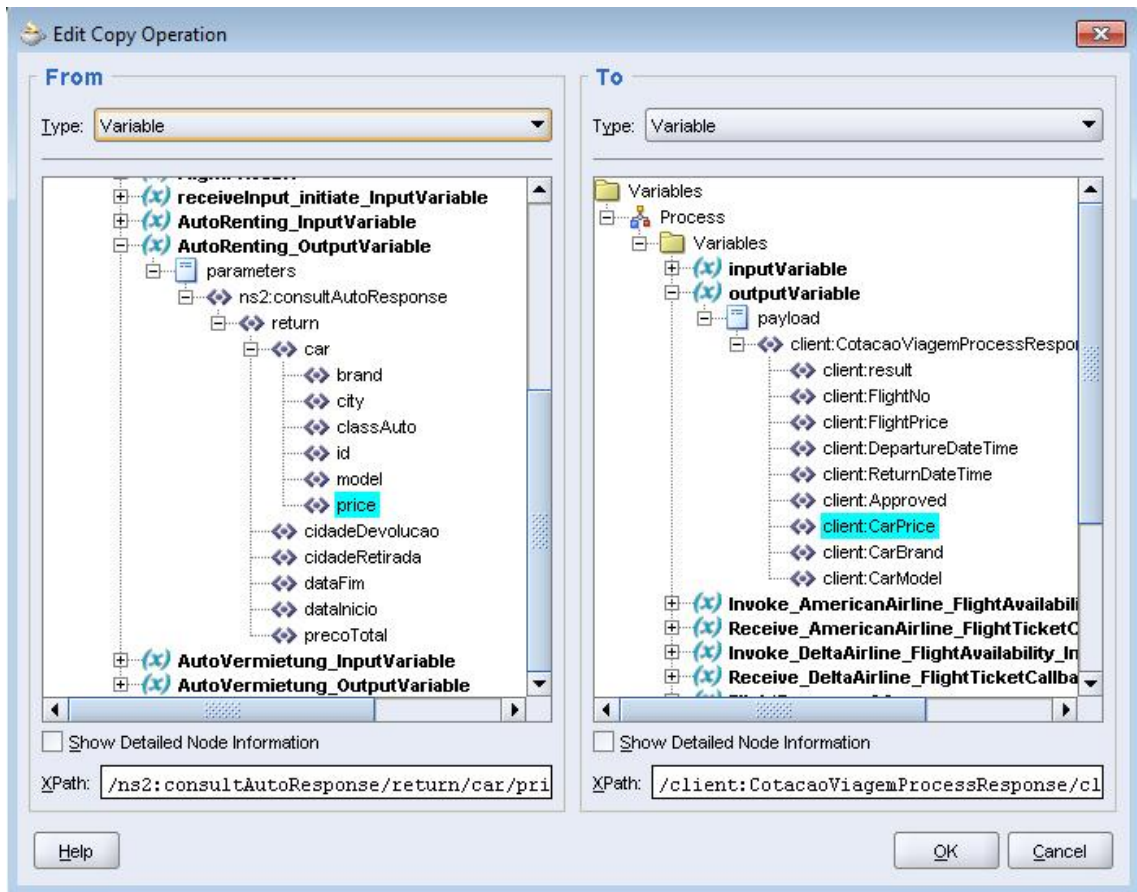 Edit Copy Operation
From
Type: Variable
receiveInput_initiate_InputVariable
AutoRenting_InputVariable
AutoRenting_OutputVariable
parameters
ns2:consultAutoResponse
return
car
brand
city
classAuto
id
model
price
cidadeDevolucao
cidadeRetirada
dataFim
dataInicio
precoTotal
AutoVermietung_InputVariable
AutoVermietung_OutputVariable
Show Detailed Node Information
XPath: /ns2:consultAutoResponse/return/car/pri
To
Type: Variable
Variables
Process
Variables
inputVariable
outputVariable
payload
client:CotacaoViagemProcessRespo
client:result
client:FlightNo
client:FlightPrice
client:DepartureDateTime
client:ReturnDateTime
client:Approved
client:CarPrice
client:CarBrand
client:CarModel
Invoke_AmericanAirline_FlightAvailabili
Receive_AmericanAirline_FlightTicketC
Invoke_DeltaAirline_FlightAvailability_In
Receive_DeltaAirline_FlightTicketCallba
Show Detailed Node Information
XPath: /client:CotacaoViagemProcessResponse/cl
Help
OK
Cancel